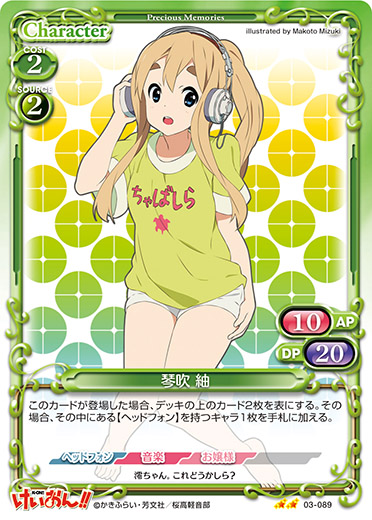 Precious Memories
Character
illustrated by Makoto Mizuki
COST
2
SOURCE
2
ちゃばしら
10 AP
DP 20
琴吹 紬
このカードが登場した場合、デッキの上のカード2枚を表にする。その
場合、その中にある【ヘッドフォン】を持つキャラ1枚を手札に加える。
ヘッドフォン 音楽 お嬢様
澪ちゃん、これどうかしら?
けいおん!!
©かきふらい・芳文社/桜高軽音部
03-089